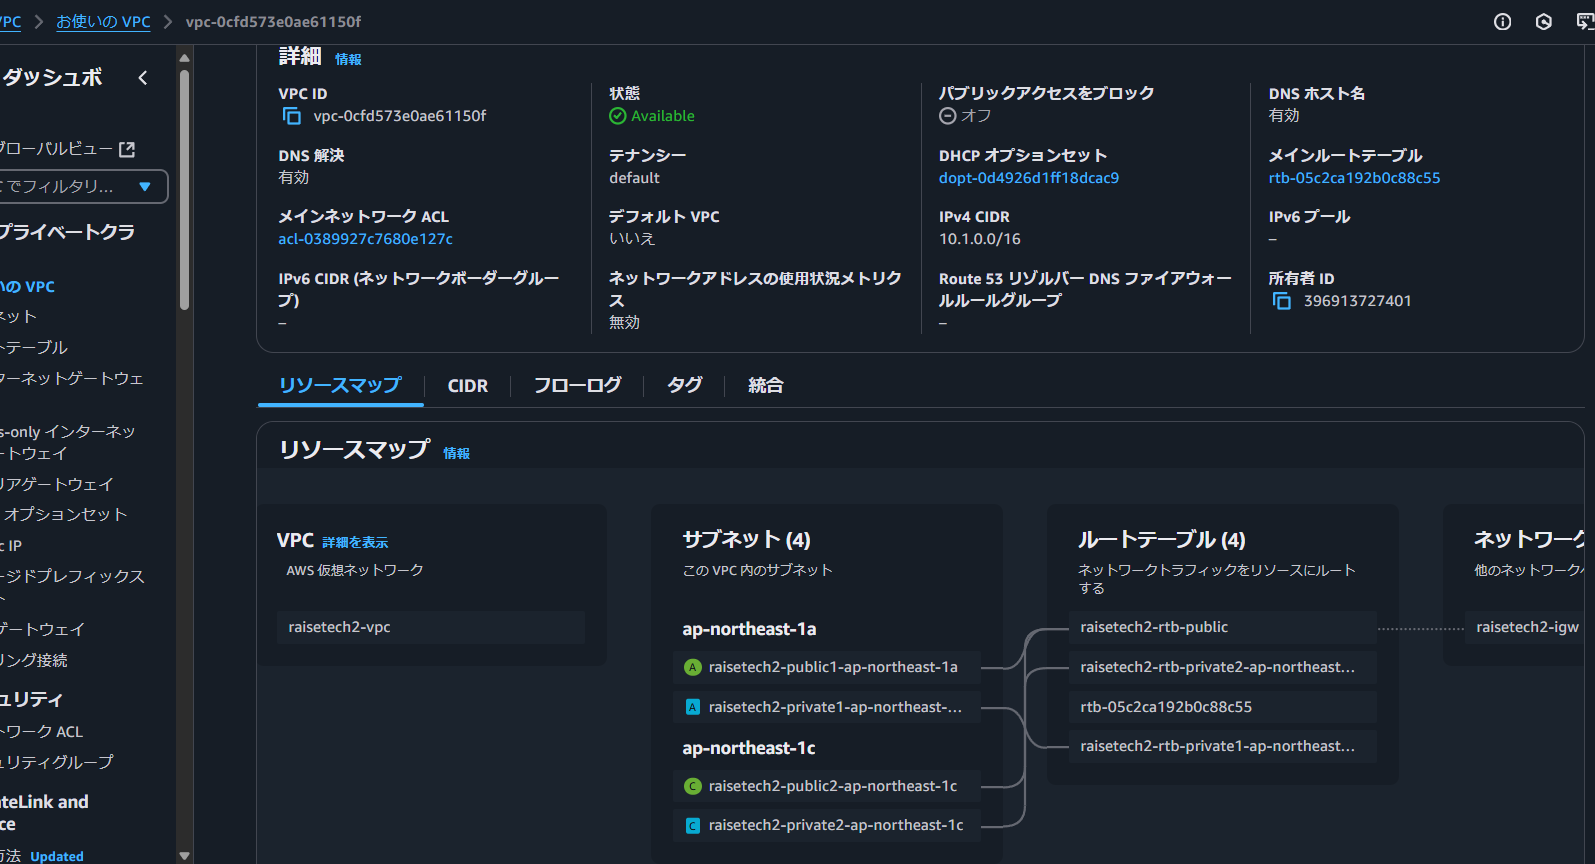 VPC
お使いの VPC
vpc-0cfd573e0ae61150f
ダッシュボ
グローバルビュー
でフィルタリ...
プライベートクラ
いの VPC
ネット
トテーブル
ターネットゲートウェ
s-only インターネッ
ートウェイ
リアゲートウェイ
オプションセット
c IP
ージドプレフィックス
ト
ゲートウェイ
リング接続
ュリティ
トワーク ACL
ュリティグループ
ateLink and
ce
方法 Updated
詳細 情報
VPC ID
vpc-0cfd573e0ae61150f
状態
Available
パブリックアクセスをブロック
オフ
DNS ホスト名
有効
DNS 解決
有効
テナンシー
default
DHCP オプションセット
dopt-0d4926d1ff18dcac9
メインルートテーブル
rtb-05c2ca192b0c88c55
メインネットワーク ACL
acl-0389927c7680e127c
デフォルト VPC
いいえ
IPv4 CIDR
10.1.0.0/16
IPv6 プール
–
IPv6 CIDR (ネットワークボーダーグルー
プ)
–
ネットワークアドレスの使用状況メトリク
ス
無効
Route 53 リゾルバー DNS ファイアウォー
ルルールグループ
–
所有者 ID
396913727401
リソースマップ
CIDR
フローログ
タグ
統合
リソースマップ 情報
VPC 詳細を表示
AWS 仮想ネットワーク
raisetech2-vpc
サブネット (4)
この VPC 内のサブネット
ap-northeast-1a
A raisetech2-public1-ap-northeast-1a
A raisetech2-private1-ap-northeast-...
ap-northeast-1c
C raisetech2-public2-ap-northeast-1c
C raisetech2-private2-ap-northeast-1c
ルートテーブル (4)
ネットワークトラフィックをリソースにルート
する
raisetech2-rtb-public
raisetech2-rtb-private2-ap-northeast...
rtb-05c2ca192b0c88c55
raisetech2-rtb-private1-ap-northeast...
ネットワーク
他のネットワークへ
raisetech2-igw